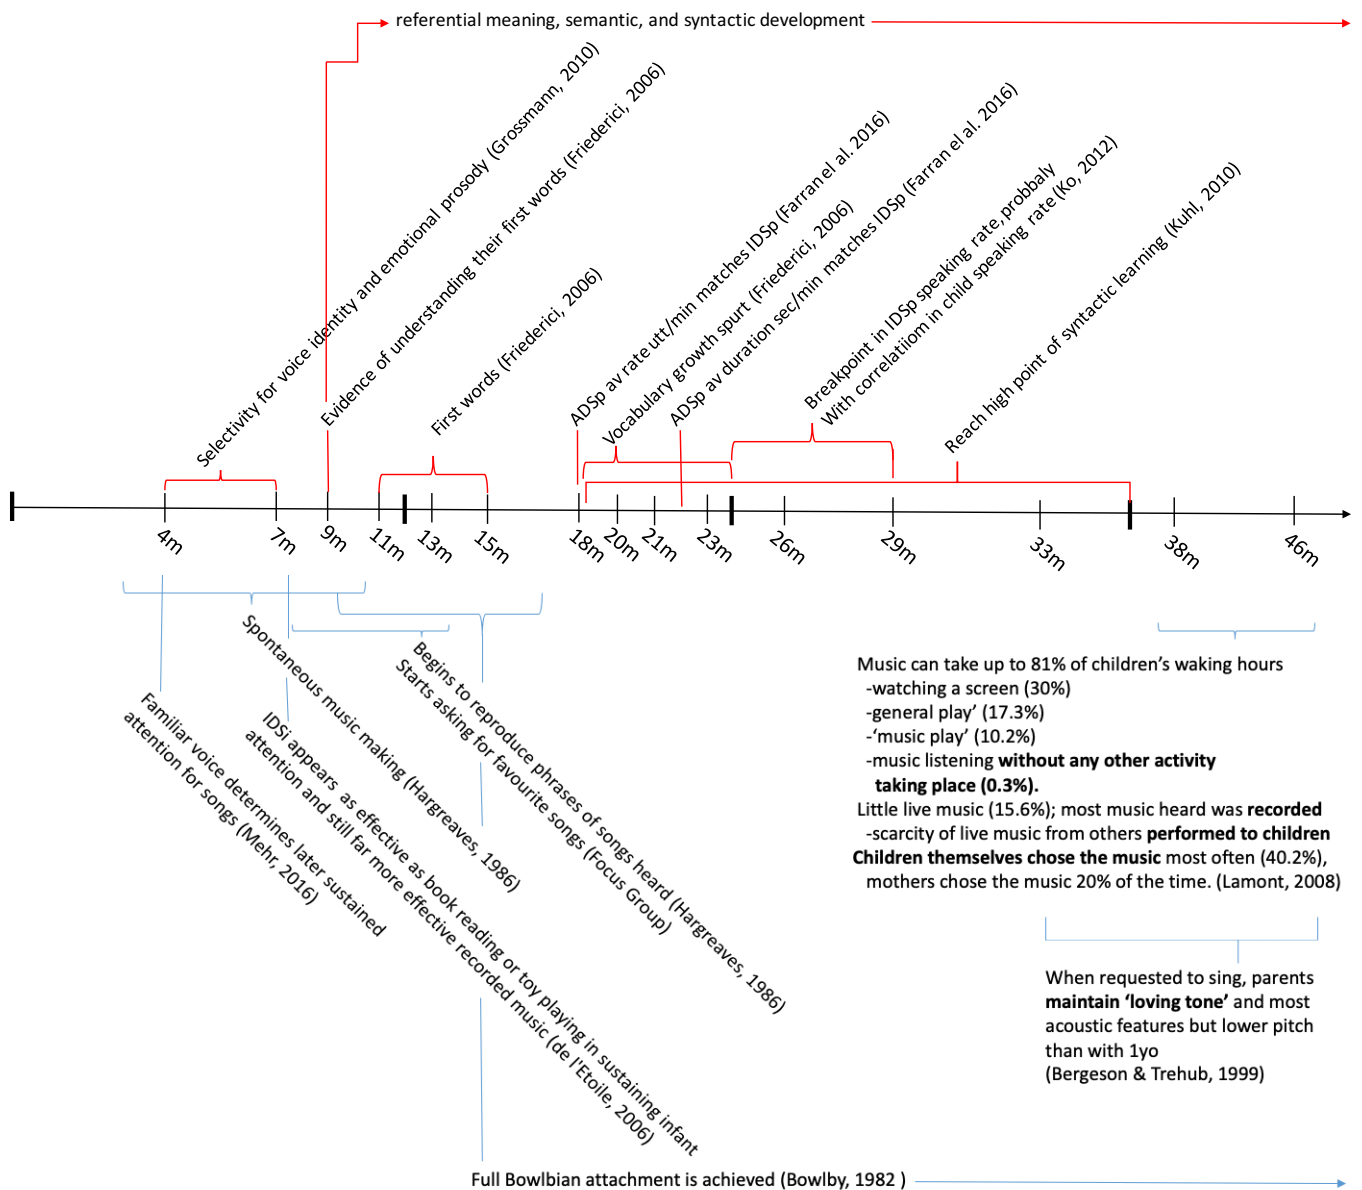 referential meaning, semantic, and syntactic development
Selectivity for voice identity and emotional prosody (Grossmann, 2010)
Evidence of understanding their first words (Friederici, 2006)
First words (Friederici, 2006)
ADSp av rate utt/min matches IDSp (Farran el al. 2016)
Vocabulary growth spurt (Friederici, 2006)
ADSp av duration sec/min matches IDSp (Farran el al. 2016)
Breakpoint in IDSp speaking rate, probbaly
With correlatiom in child speaking rate (Ko, 2012)
Reach high point of syntactic learning (Kuhl, 2010)
4m
7m
9m
11m
13m
15m
18m
20m
21m
23m
26m
29m
33m
38m
46m
Familiar voice determines later sustained
attention for songs (Mehr, 2016)
Spontaneous music making (Hargreaves, 1986)
IDSi appears as effective as book reading or toy playing in sustaining infant
attention and still far more effective recorded music (de l'Etoile, 2006)
Begins to reproduce phrases of songs heard (Hargreaves, 1986)
Starts asking for favourite songs (Focus Group)
Music can take up to 81% of children’s waking hours
-watching a screen (30%)
-general play’ (17.3%)
-‘music play’ (10.2%)
-music listening without any other activity
taking place (0.3%).
Little live music (15.6%); most music heard was recorded
-scarcity of live music from others performed to children
Children themselves chose the music most often (40.2%),
mothers chose the music 20% of the time. (Lamont, 2008)
When requested to sing, parents
maintain ‘loving tone’ and most
acoustic features but lower pitch
than with 1yo
(Bergeson & Trehub, 1999)
Full Bowlbian attachment is achieved (Bowlby, 1982 )